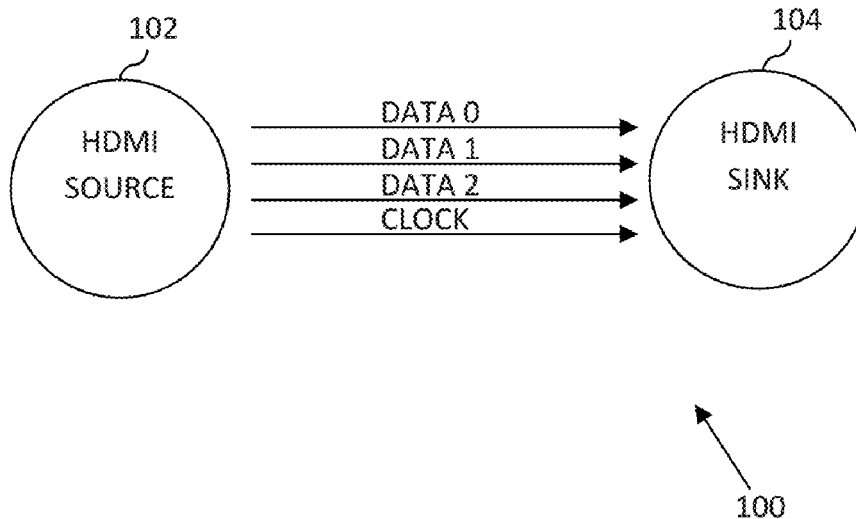 102
104
HDMI
SOURCE
DATA 0
DATA 1
DATA 2
CLOCK
HDMI
SINK
100